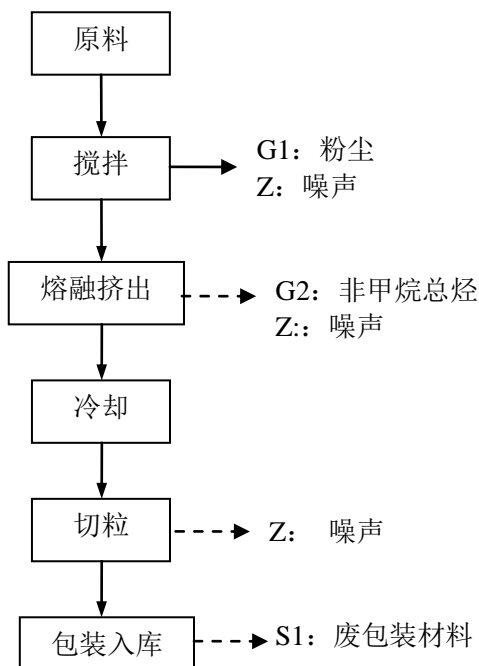 原料
搅拌
G1：粉尘
Z：噪声
熔融挤出
G2：非甲烷总烃
Z:：噪声
冷却
切粒
Z： 噪声
包装入库
S1：废包装材料